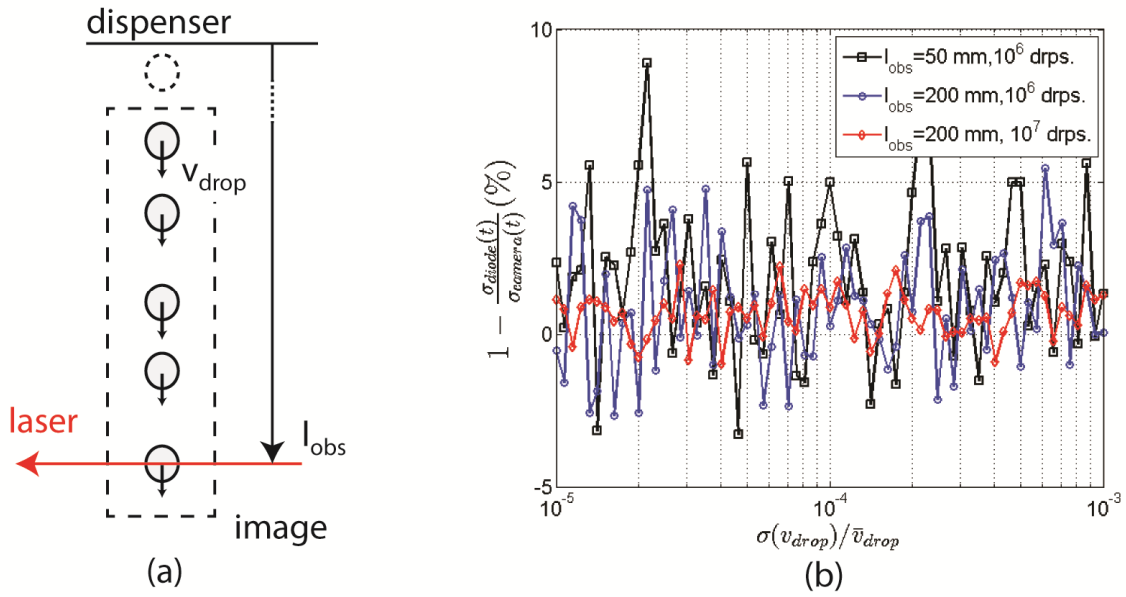 dispenser
v_drop
laser
l_obs
image
(a)
10
5
0
-5
1 − σ_diode(t)/σ_camera(t) (%)
l_obs=50 mm,10^6 drps.
l_obs=200 mm,10^6 drps.
l_obs=200 mm, 10^7 drps.
10^-5
10^-4
10^-3
σ(v_drop)/v̄_drop
(b)